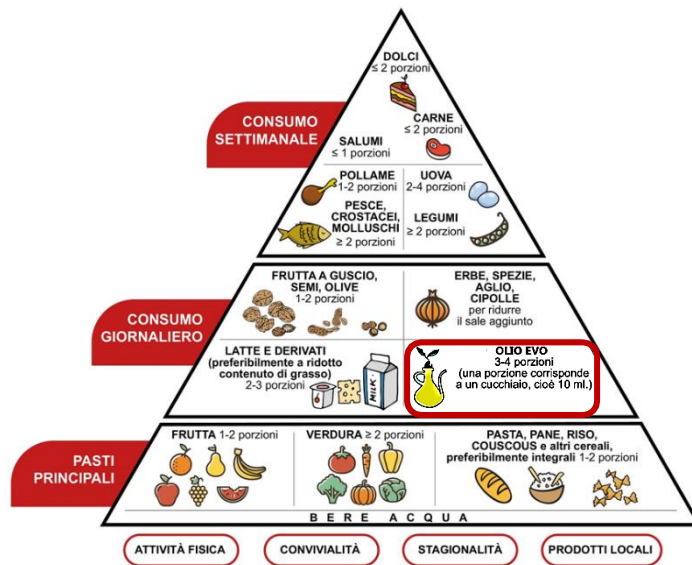 DOLCI
≤ 2 porzioni
CONSUMO
SETTIMANALE
CARNE
≤ 2 porzioni
SALUMI
≤ 1 porzioni
POLLAME
1-2 porzioni
UOVA
2-4 porzioni
PESCE,
CROSTACEI,
MOLLUSCHI
≥ 2 porzioni
LEGUMI
≥ 2 porzioni
CONSUMO
GIORNALIERO
FRUTTA A GUSCIO,
SEMI, OLIVE
1-2 porzioni
ERBE, SPEZIE,
AGLIO,
CIPOLLE
per ridurre
il sale aggiunto
LATTE E DERIVATI
(preferibilmente a ridotto
contenuto di grasso)
2-3 porzioni
MILK
OLIO EVO
3-4 porzioni
(una porzione corrisponde
a un cucchiaio, cioè 10 ml.)
PASTI
PRINCIPALI
FRUTTA 1-2 porzioni
VERDURA ≥ 2 porzioni
PASTA, PANE, RISO,
COUSCOUS e altri cereali,
preferibilmente integrali 1-2 porzioni
BERE ACQUA
ATTIVITÀ FISICA
CONVIVIALITÀ
STAGIONALITÀ
PRODOTTI LOCALI